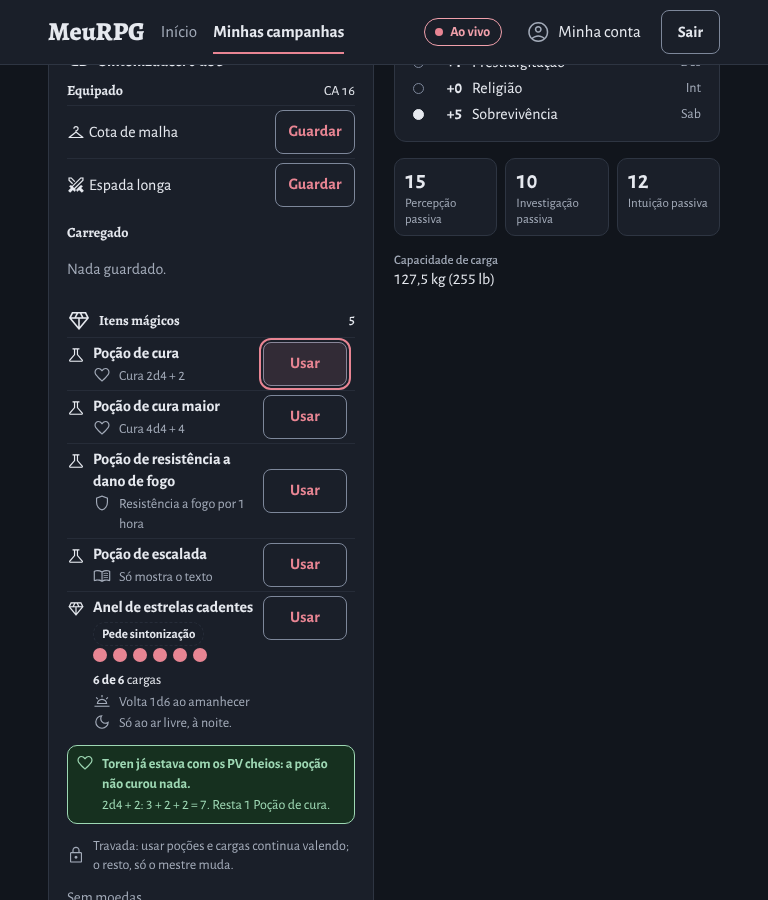 MeuRPG
Início
Minhas campanhas
Ao vivo
Minha conta
Sair
Equipado
CA 16
Cota de malha
Guardar
Espada longa
Guardar
Carregado
Nada guardado.
Itens mágicos
5
Poção de cura
Cura 2d4 + 2
Usar
Poção de cura maior
Cura 4d4 + 4
Usar
Poção de resistência a
dano de fogo
Resistência a fogo por 1
hora
Usar
Poção de escalada
Só mostra o texto
Usar
Anel de estrelas cadentes
Usar
Pede sintonização
6 de 6 cargas
Volta 1d6 ao amanhecer
Só ao ar livre, à noite.
Toren já estava com os PV cheios: a poção
não curou nada.
2d4 + 2: 3 + 2 + 2 = 7. Resta 1 Poção de cura.
Travada: usar poções e cargas continua valendo;
o resto, só o mestre muda.
Sem moedas
Prestidigitação
+0 Religião Int
+5 Sobrevivência Sab
15
Percepção
passiva
10
Investigação
passiva
12
Intuição passiva
Capacidade de carga
127,5 kg (255 lb)